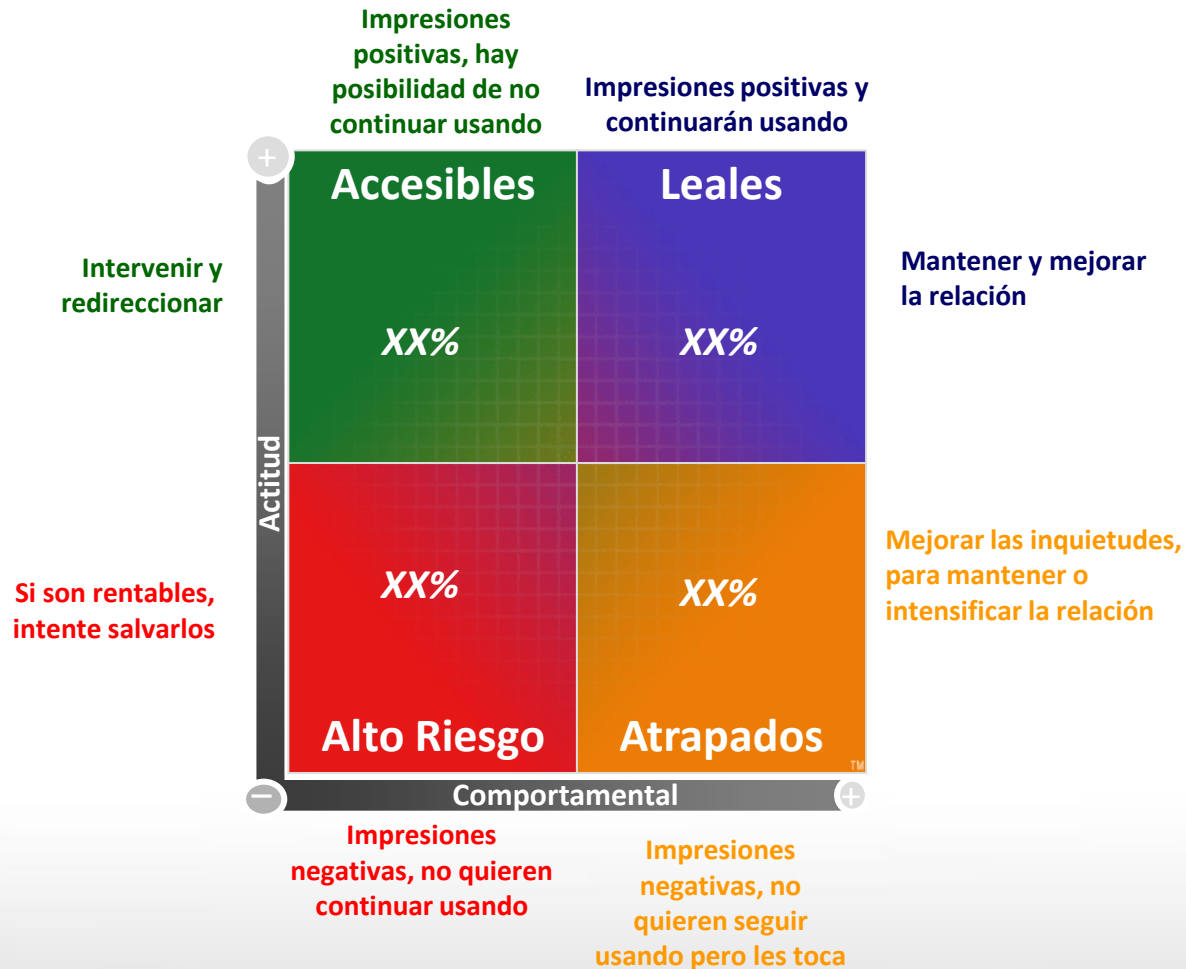 Impresiones
positivas, hay
posibilidad de no
continuar usando
Impresiones positivas y
continuarán usando
+
Accesibles
Leales
Intervenir y
redireccionar
Mantener y mejorar
la relación
XX%
XX%
Actitud
Si son rentables,
intente salvarlos
XX%
XX%
Mejorar las inquietudes,
para mantener o
intensificar la relación
Alto Riesgo
Atrapados
TM
−
Comportamental
+
Impresiones
negativas, no quieren
continuar usando
Impresiones
negativas, no
quieren seguir
usando pero les toca